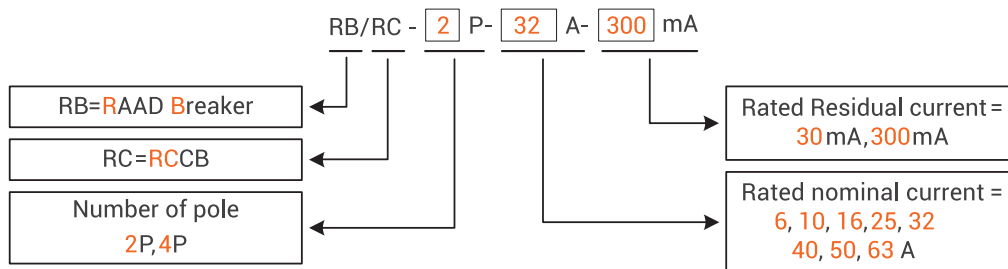 RB/RC - 2 P- 32 A- 300 mA
RB=RAAD Breaker
RC=RCCB
Number of pole
2P,4P
Rated Residual current =
30mA,300mA
Rated nominal current =
6, 10, 16,25, 32
40, 50, 63 A